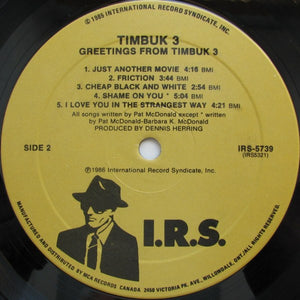 © 1985 INTERNATIONAL RECORD SYNDICATE, INC.
TIMBUK 3
GREETINGS FROM TIMBUK 3
1. JUST ANOTHER MOVIE 4:16 BMI
2. FRICTION 3:44 BMI
3. CHEAP BLACK AND WHITE 2:54 BMI
4. SHAME ON YOU * 5:04 BMI
5. I LOVE YOU IN THE STRANGEST WAY 4:21 BMI
All songs written by Pat McDonald except * written
by Pat McDonald-Barbara K. McDonald
PRODUCED BY DENNIS HERRING
SIDE 2
IRS-5739
(IRS5321)
℗1986 International Record Syndicate, Inc.
I.R.S.
MANUFACTURED AND DISTRIBUTED BY MCA RECORDS CANADA 2450 VICTORIA PK. AVE., WILLOWDALE, ONT./ALL RIGHTS RESERVED.